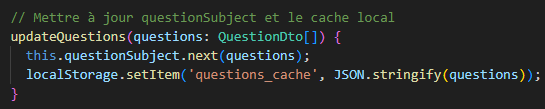 // Mettre à jour questionSubject et le cache local
updateQuestions(questions: QuestionDto[]) {
  this.questionSubject.next(questions);
  localStorage.setItem('questions_cache', JSON.stringify(questions));
}